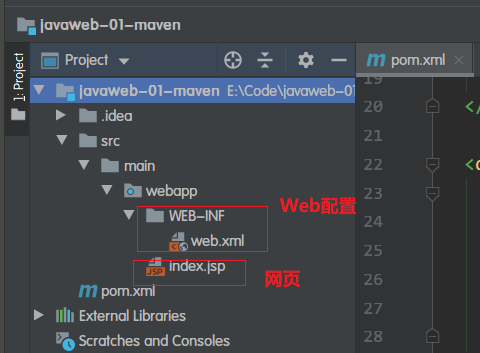 javaweb-01-maven
1: Project
Project
pom.xml
javaweb-01-maven E:\Code\javaweb-01
.idea
src
main
webapp
WEB-INF
Web配置
web.xml
index.jsp
网页
pom.xml
External Libraries
Scratches and Consoles
19
20 </
21
22 <
23
24
25
26
27
28